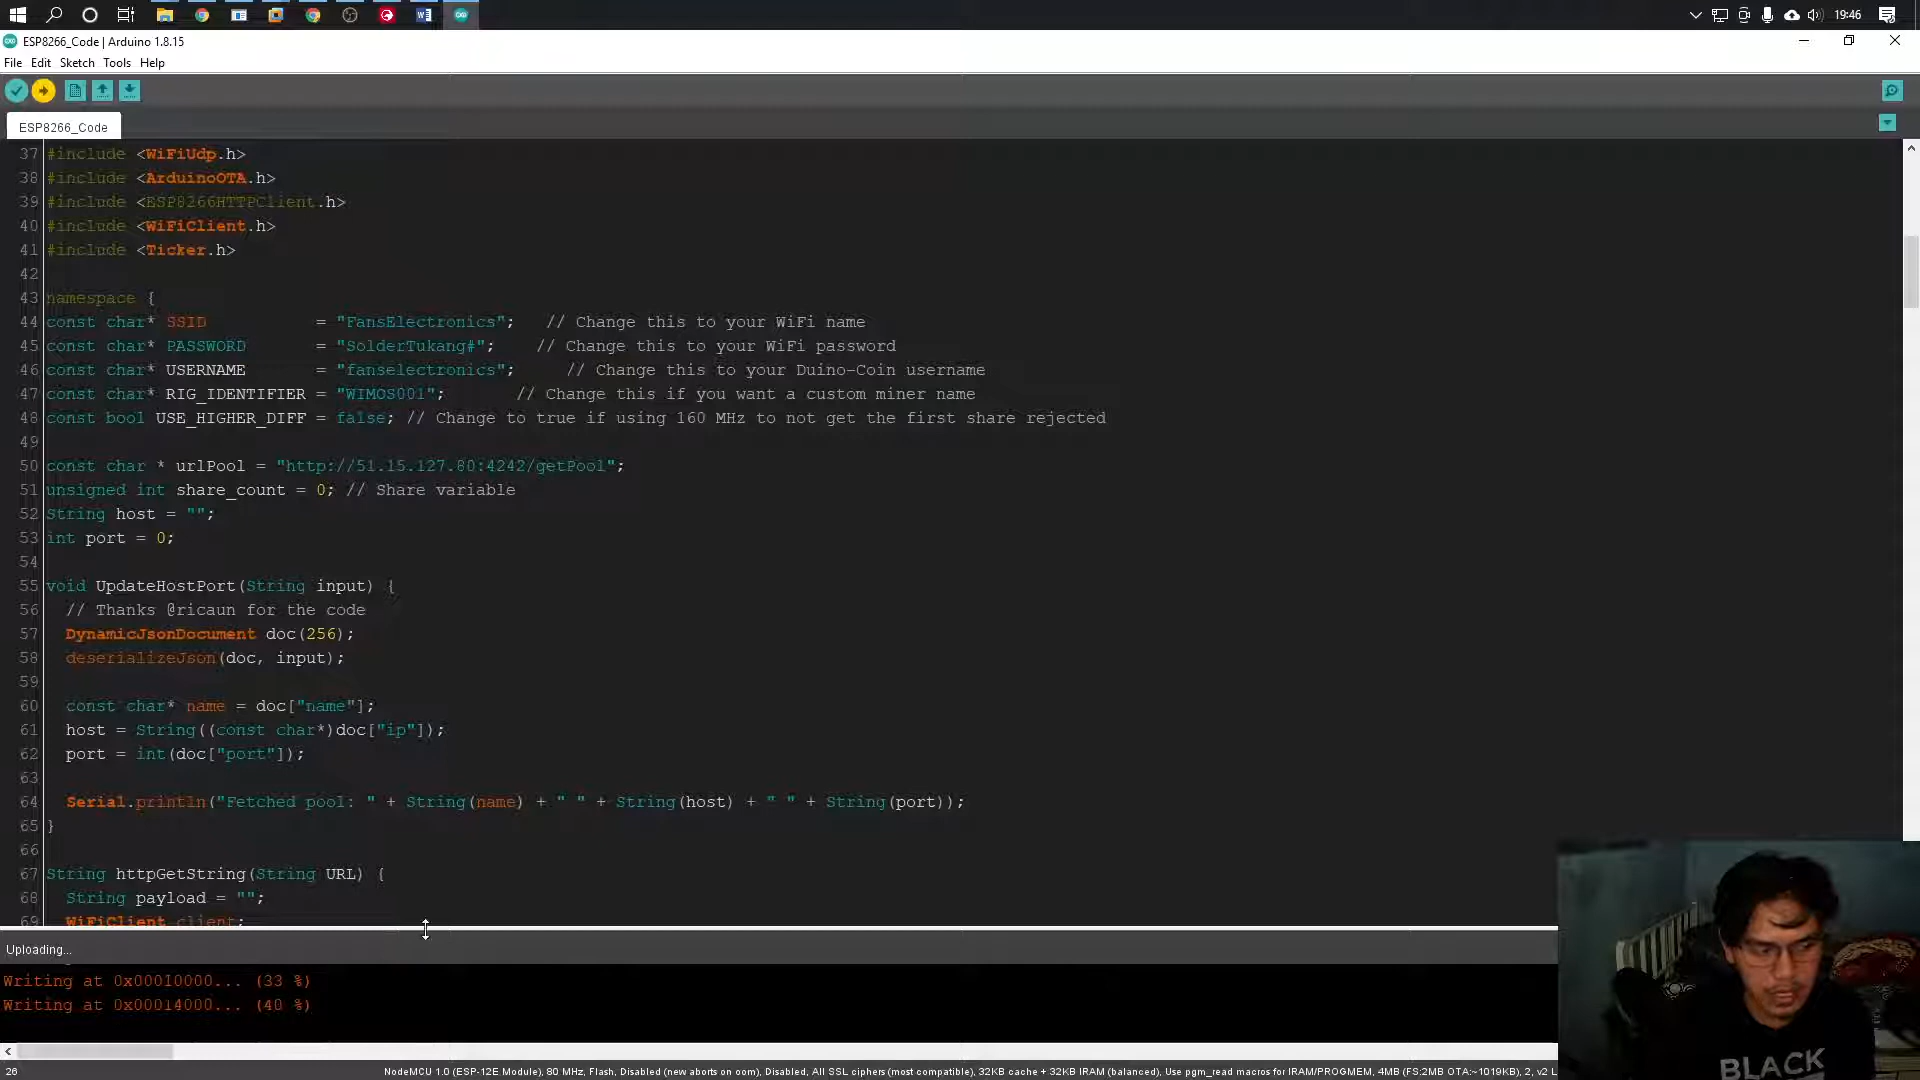 19:46
ESP8266_Code | Arduino 1.8.15
File Edit Sketch Tools Help
ESP8266_Code
37 #include <WiFiUdp.h>
38 #include <ArduinoOTA.h>
39 #include <ESP8266HTTPClient.h>
40 #include <WiFiClient.h>
41 #include <Ticker.h>
42
43 namespace {
44 const char* SSID = "FansElectronics"; // Change this to your WiFi name
45 const char* PASSWORD = "SolderTukang#"; // Change this to your WiFi password
46 const char* USERNAME = "fanselectronics"; // Change this to your Duino-Coin username
47 const char* RIG_IDENTIFIER = "WIMOS001"; // Change this if you want a custom miner name
48 const bool USE_HIGHER_DIFF = false; // Change to true if using 160 MHz to not get the first share rejected
49
50 const char * urlPool = "http://51.15.127.80:4242/getPool";
51 unsigned int share_count = 0; // Share variable
52 String host = "";
53 int port = 0;
54
55 void UpdateHostPort(String input) {
56 // Thanks @ricaun for the code
57 DynamicJsonDocument doc(256);
58 deserializeJson(doc, input);
59
60 const char* name = doc["name"];
61 host = String((const char*)doc["ip"]);
62 port = int(doc["port"]);
63
64 Serial.println("Fetched pool: " + String(name) + " " + String(host) + " " + String(port));
65 }
66
67 String httpGetString(String URL) {
68 String payload = "";
69 WiFiClient client;
Uploading...
Writing at 0x00010000... (33 %)
Writing at 0x00014000... (40 %)
26 NodeMCU 1.0 (ESP-12E Module), 80 MHz, Flash, Disabled (new aborts on oom), Disabled, All SSL ciphers (most compatible), 32KB cache + 32KB IRAM (balanced), Use pgm_read macros for IRAM/PROGMEM, 4MB (FS:2MB OTA:~1019KB), 2, v2 L
BLACK